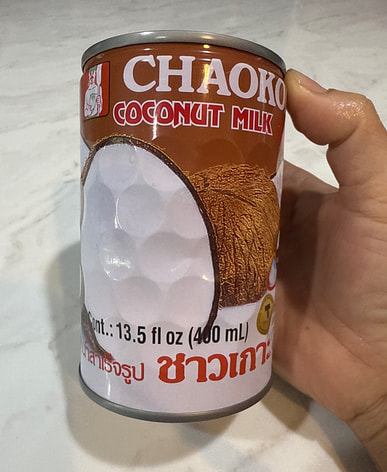 CHAOKO
COCONUT MILK
nt.: 13.5 fl oz (400 mL)
สำเร็จรูป ชาวเกาะ